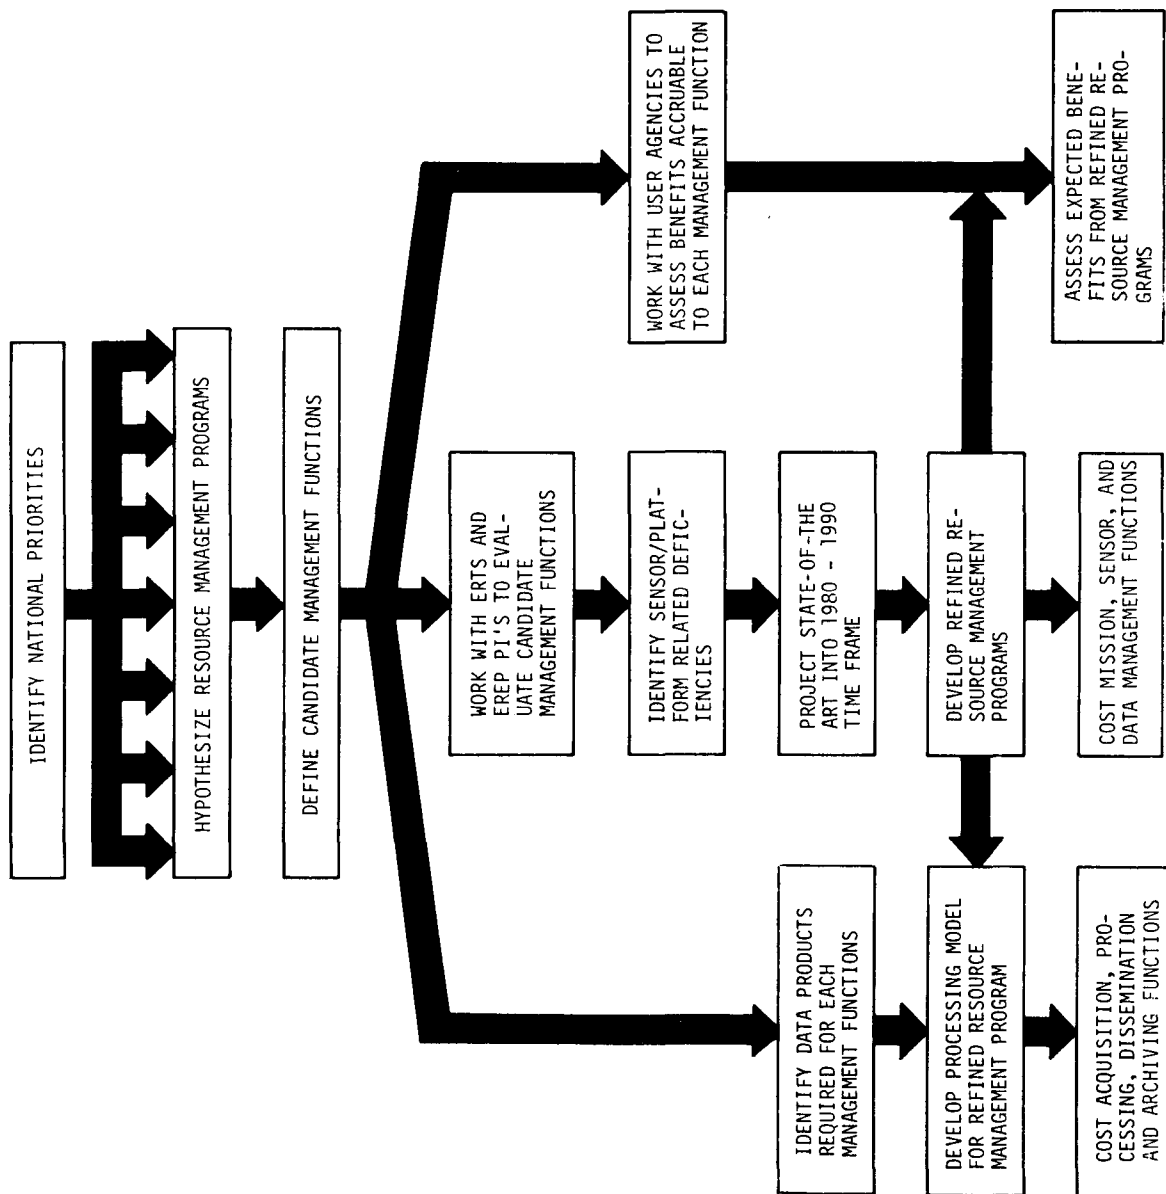 IDENTIFY NATIONAL PRIORITIES
HYPOTHESIZE RESOURCE MANAGEMENT PROGRAMS
DEFINE CANDIDATE MANAGEMENT FUNCTIONS
WORK WITH ERTS AND
EREP PI'S TO EVAL-
UATE CANDIDATE
MANAGEMENT FUNCTIONS
WORK WITH USER AGENCIES TO
ASSESS BENEFITS ACCRUABLE
TO EACH MANAGEMENT FUNCTION
IDENTIFY SENSOR/PLAT-
FORM RELATED DEFIC-
IENCIES
IDENTIFY DATA PRODUCTS
REQUIRED FOR EACH
MANAGEMENT FUNCTIONS
PROJECT STATE-OF-THE
ART INTO 1980 - 1990
TIME FRAME
DEVELOP PROCESSING MODEL
FOR REFINED RESOURCE
MANAGEMENT PROGRAM
DEVELOP REFINED RE-
SOURCE MANAGEMENT
PROGRAMS
COST ACQUISITION, PRO-
CESSING, DISSEMINATION
AND ARCHIVING FUNCTIONS
COST MISSION, SENSOR, AND
DATA MANAGEMENT FUNCTIONS
ASSESS EXPECTED BENE-
FITS FROM REFINED RE-
SOURCE MANAGEMENT PRO-
GRAMS